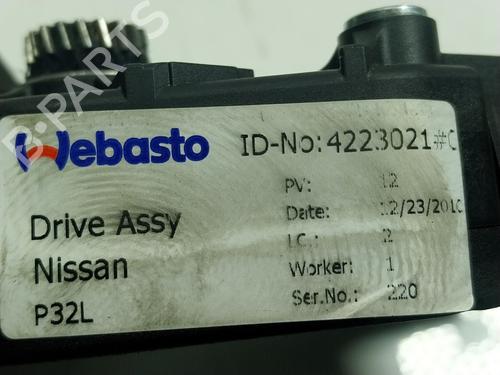 B-PARTS
Webasto
ID-No:4223021#C
Drive Assy
Nissan
P32L
PV: 12
Date: 12/23/2010
LC.: 2
Worker: 1
Ser.No.: 220